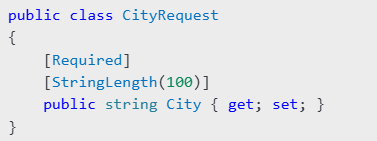 public class CityRequest
{
    [Required]
    [StringLength(100)]
    public string City { get; set; }
}